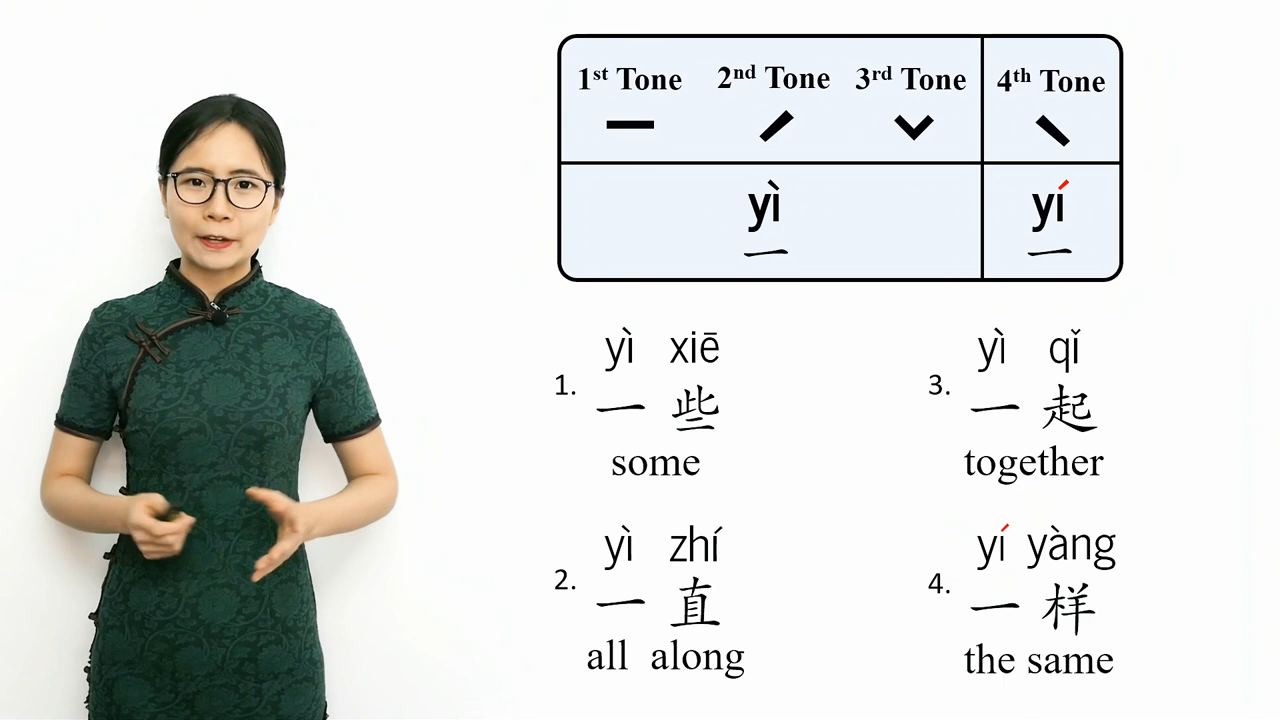 1st Tone 2nd Tone 3rd Tone 4th Tone
yì yí
一 一
yì xiē
1. 一些
some
yì zhí
2. 一直
all along
yì qǐ
3. 一起
together
yí yàng
4. 一样
the same